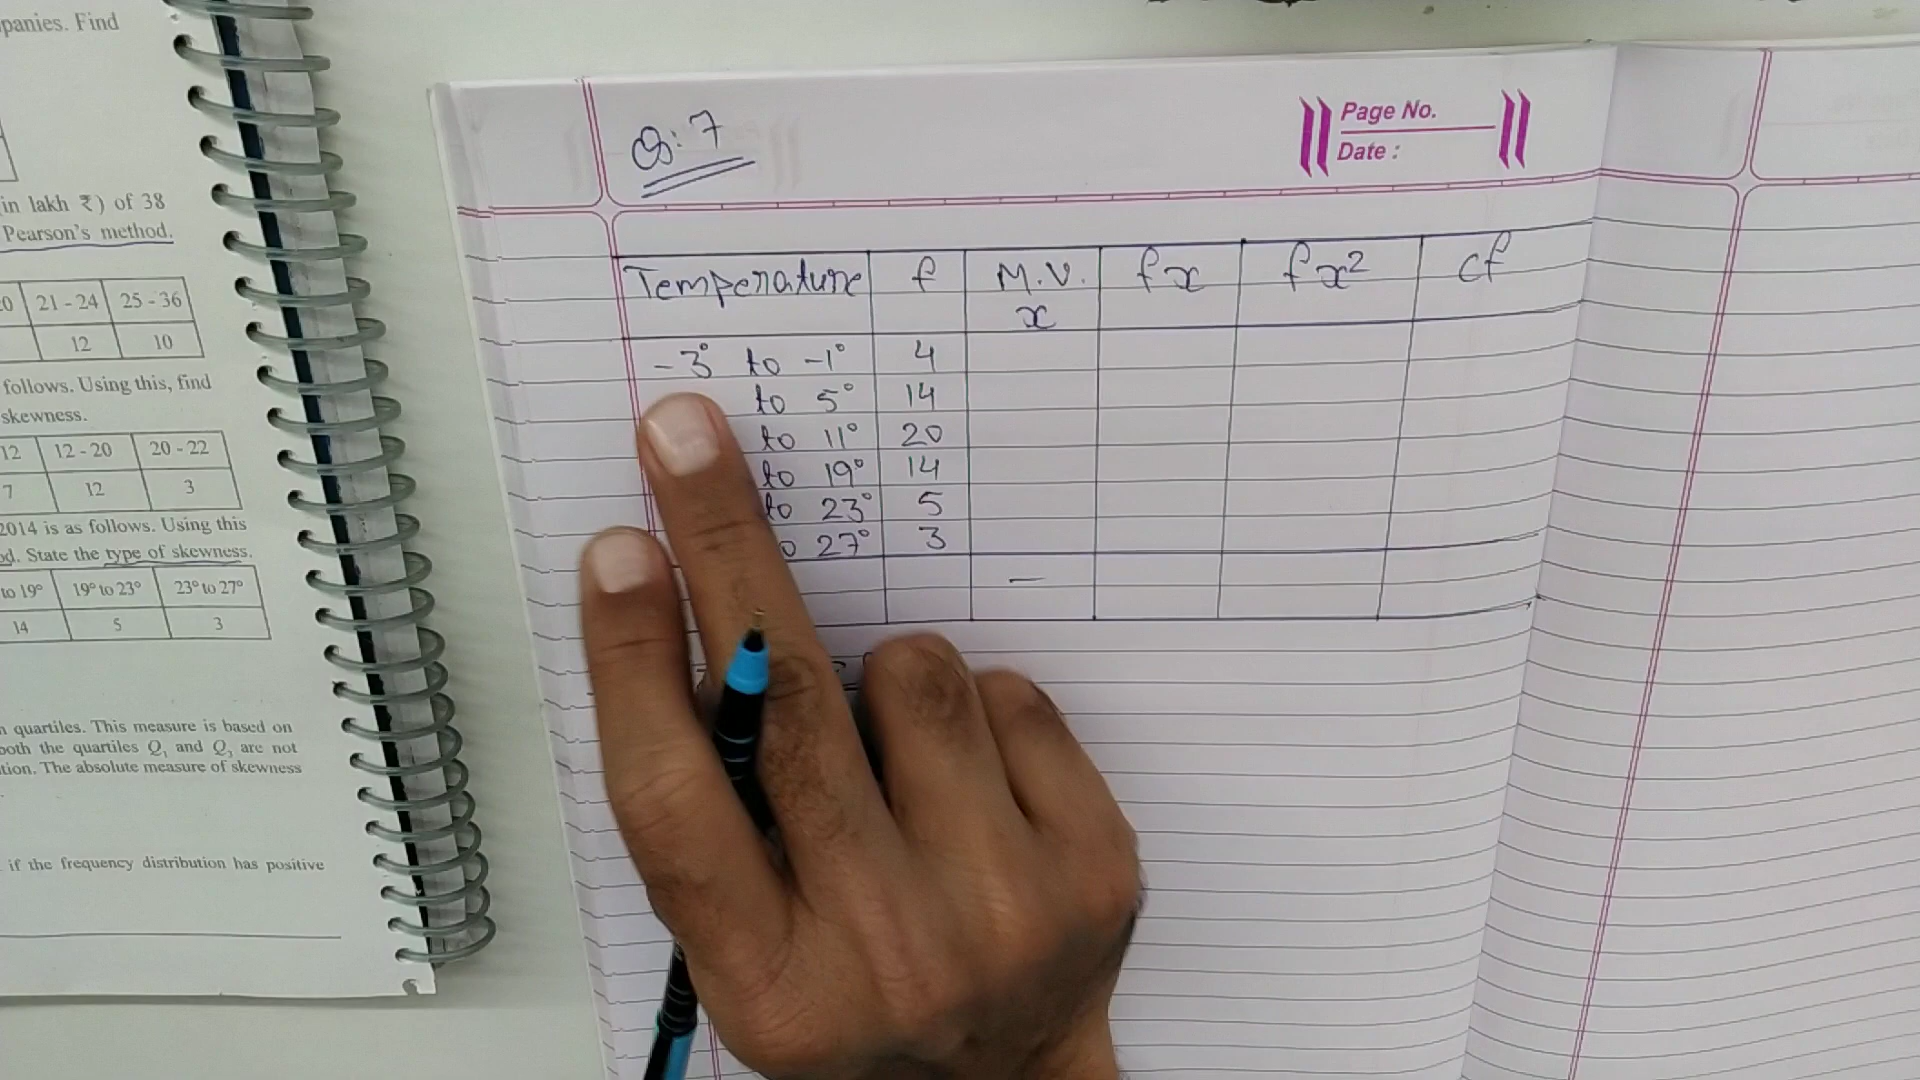 panies. Find
in lakh ₹) of 38
Pearson's method.
0 21 - 24 25 - 36
12 10
follows. Using this, find
skewness.
12 12 - 20 20 - 22
7 12 3
2014 is as follows. Using this
od. State the type of skewness.
to 19° 19° to 23° 23° to 27°
14 5 3
quartiles. This measure is based on
both the quartiles Q₁ and Q₃ are not
tion. The absolute measure of skewness
if the frequency distribution has positive
Page No.
Date :
Q:7
Temperature f M.V. x fx fx² cf
-3° to -1° 4
to 5° 14
to 11° 20
to 19° 14
to 23° 5
27° 3
—